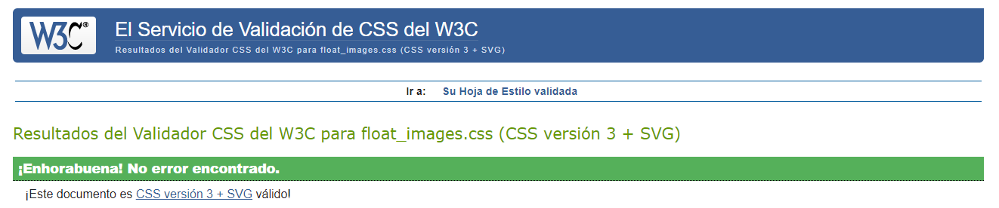 W3C®
El Servicio de Validación de CSS del W3C
Resultados del Validador CSS del W3C para float_images.css (CSS versión 3 + SVG)
Ir a: Su Hoja de Estilo validada
Resultados del Validador CSS del W3C para float_images.css (CSS versión 3 + SVG)
¡Enhorabuena! No error encontrado.
¡Este documento es CSS versión 3 + SVG válido!